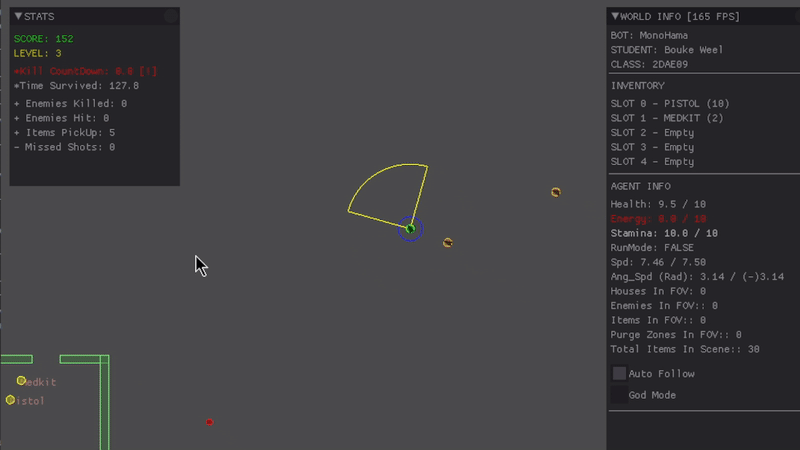 STATS
SCORE: 152
LEVEL: 3
*Kill CountDown: 0.0 [!]
*Time Survived: 127.8
+ Enemies Killed: 0
+ Enemies Hit: 0
+ Items PickUp: 5
- Missed Shots: 0
WORLD INFO [165 FPS]
BOT: MonoHama
STUDENT: Bouke Weel
CLASS: 2DAE09
INVENTORY
SLOT 0 - PISTOL (10)
SLOT 1 - MEDKIT (2)
SLOT 2 - Empty
SLOT 3 - Empty
SLOT 4 - Empty
AGENT INFO
Health: 9.5 / 10
Energy: 0.0 / 10
Stamina: 10.0 / 10
RunMode: FALSE
Spd: 7.46 / 7.50
Ang_Spd (Rad): 3.14 / (-)3.14
Houses In FOV:: 0
Enemies In FOV:: 0
Items In FOV:: 0
Purge Zones In FOV:: 0
Total Items In Scene:: 30
Auto Follow
God Mode
Medkit
Pistol